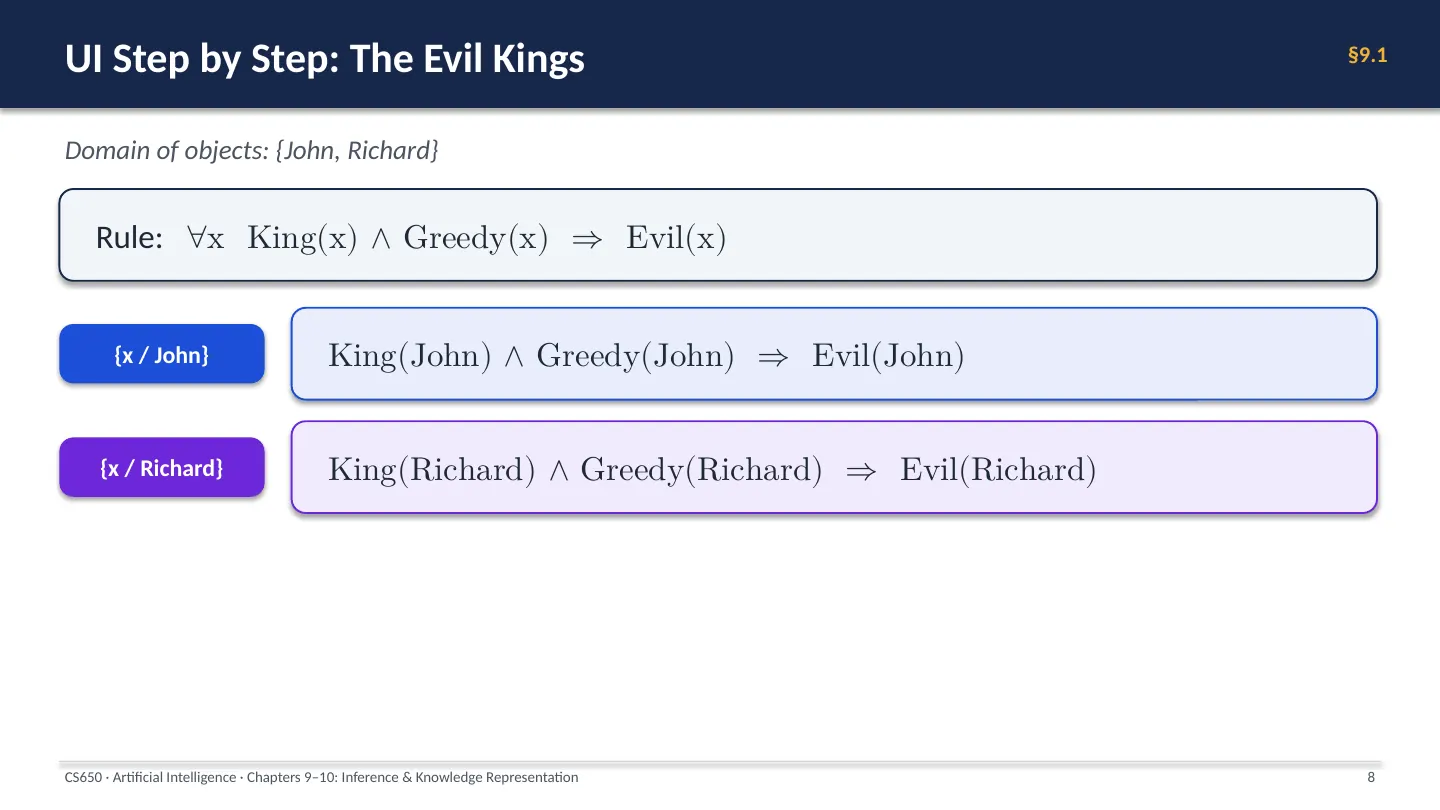 UI Step by Step: The Evil Kings
§9.1
Domain of objects: {John, Richard}
Rule: ∀x King(x) ∧ Greedy(x) ⇒ Evil(x)
{x / John}
King(John) ∧ Greedy(John) ⇒ Evil(John)
{x / Richard}
King(Richard) ∧ Greedy(Richard) ⇒ Evil(Richard)
CS650 · Artificial Intelligence · Chapters 9–10: Inference & Knowledge Representation
8